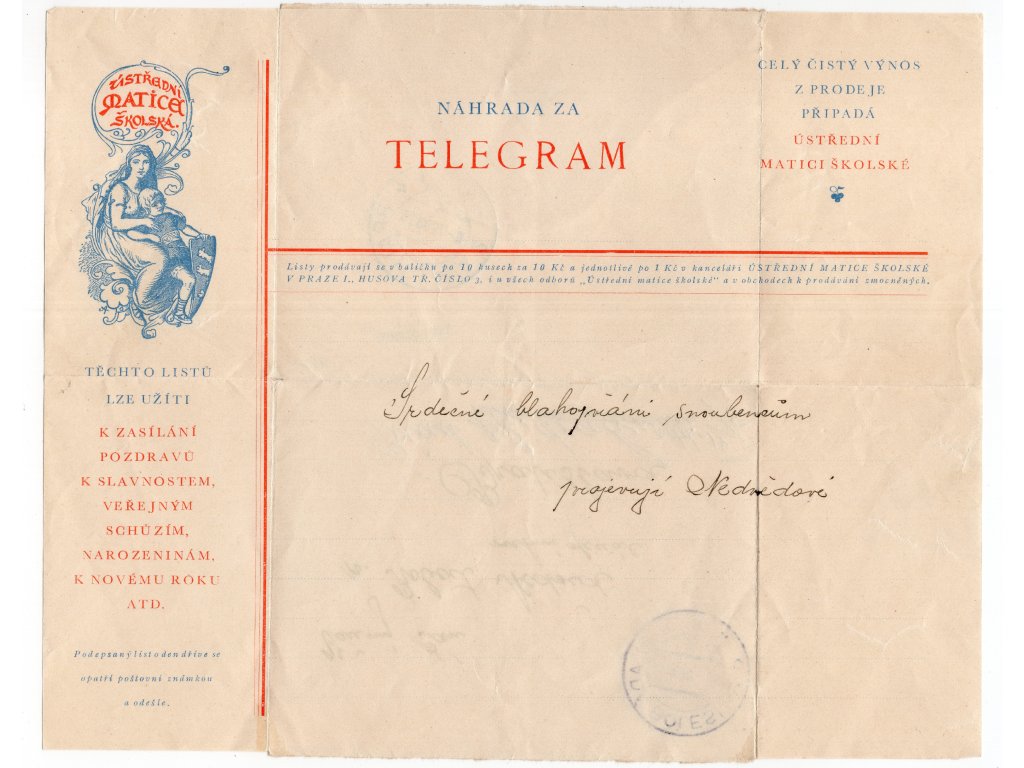 ÚSTŘEDNÍ
MATICE
ŠKOLSKÁ.
NÁHRADA ZA
TELEGRAM
CELÝ ČISTÝ VÝNOS
Z PRODEJE
PŘIPADÁ
ÚSTŘEDNÍ
MATICI ŠKOLSKÉ
Listy prodávají se v balíčku po 10 kusech za 10 Kč a jednotlivě po 1 Kč v kanceláři ÚSTŘEDNÍ MATICE ŠKOLSKÉ
V PRAZE I., HUSOVA TŘ. ČÍSLO 3, i u všech odborů „Ústřední matice školské" a v obchodech k prodávání zmocněných.
TĚCHTO LISTŮ
LZE UŽÍTI
K ZASÍLÁNÍ
POZDRAVŮ
K SLAVNOSTEM,
VEŘEJNÝM
SCHŮZÍM,
NAROZENINÁM,
K NOVÉMU ROKU
ATD.
Podepsaný list oden dříve se
opatří poštovní známkou
a odešle.
Srdečné blahopřání snoubencům
projevují Nedvědovi